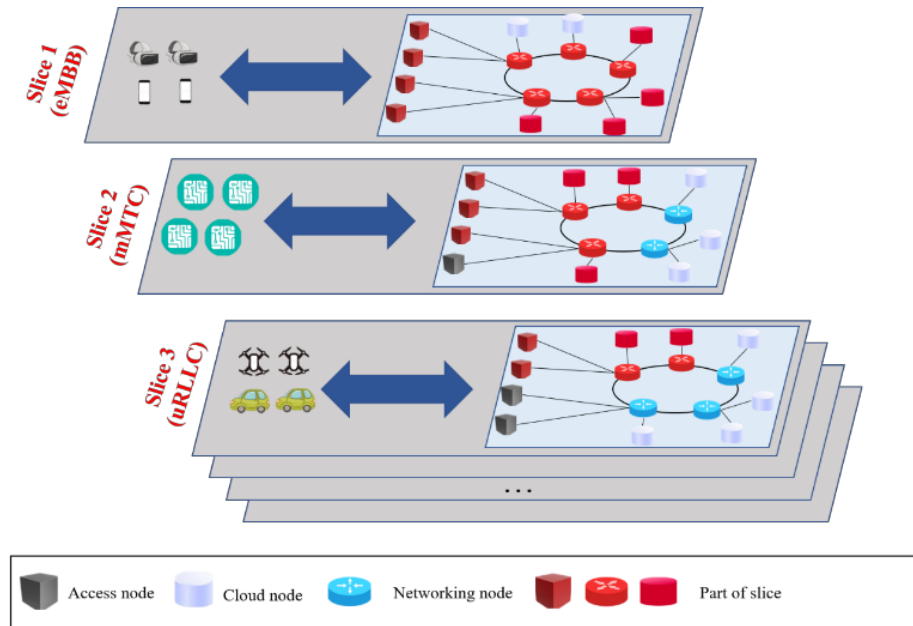 Slice 1
(eMBB)
Slice 2
(mMTC)
Slice 3
(uRLLC)
...
Access node
Cloud node
Networking node
Part of slice